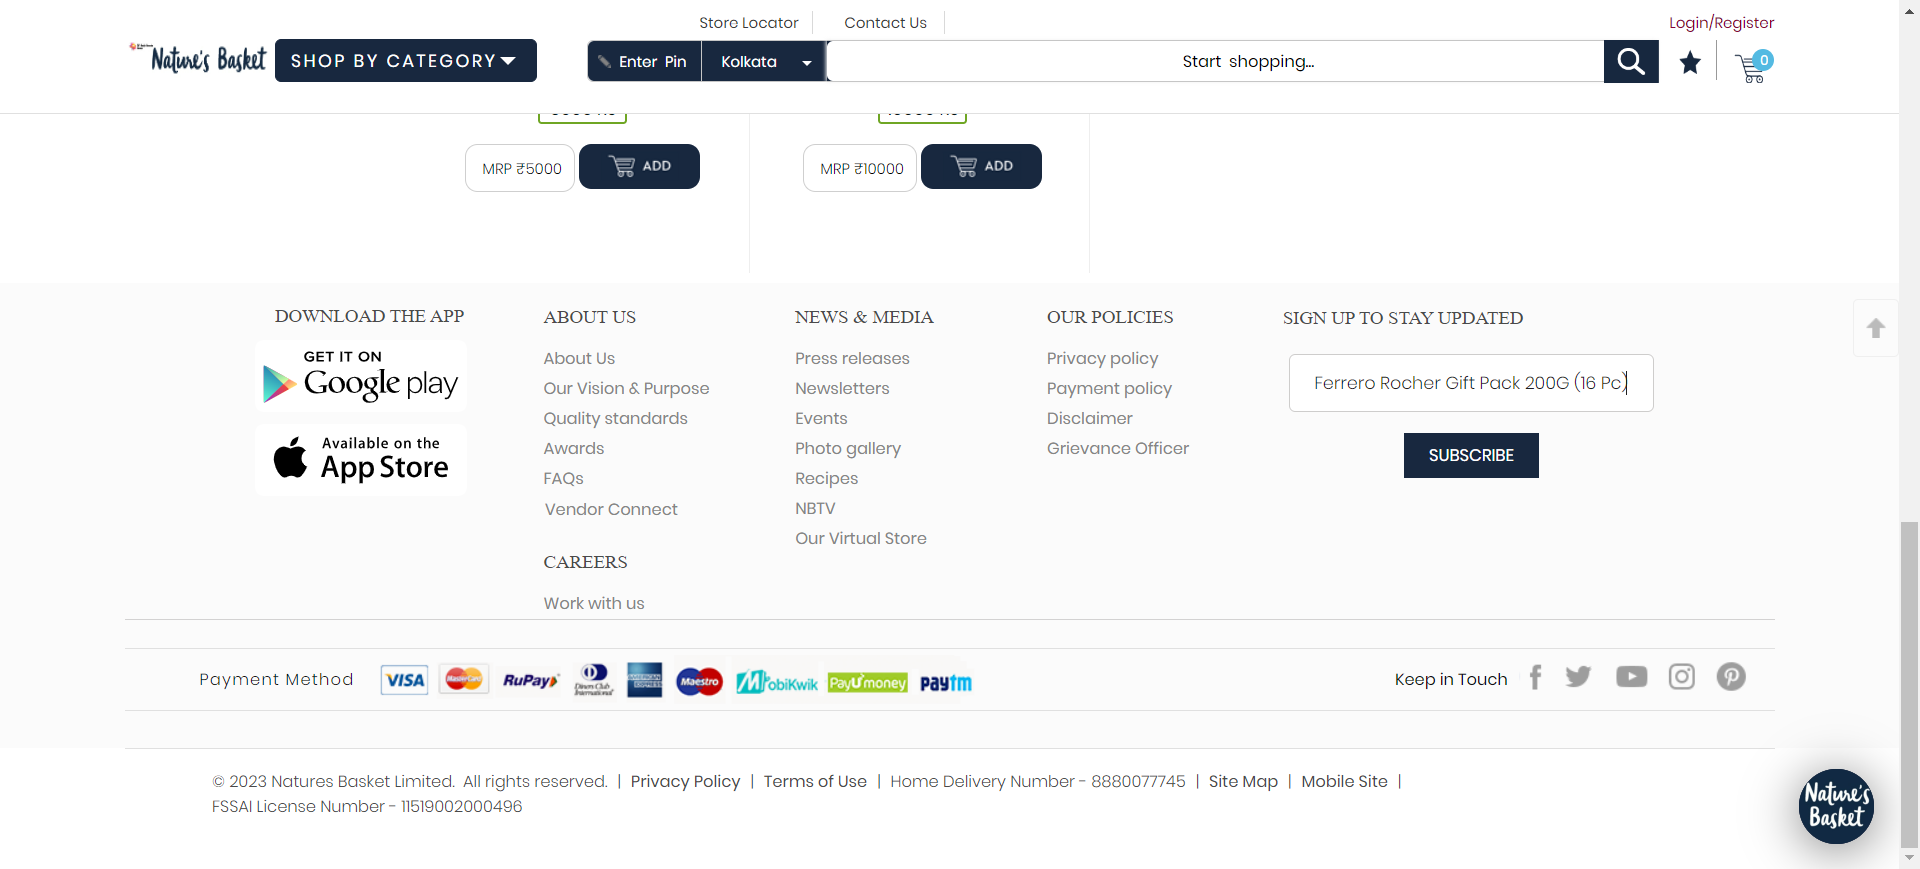 Store Locator
Contact Us
Login/Register
Nature's Basket
SHOP BY CATEGORY
Enter Pin
Kolkata
Start shopping...
0
MRP ₹5000
ADD
MRP ₹10000
ADD
DOWNLOAD THE APP
GET IT ON
Google play
Available on the
App Store
ABOUT US
About Us
Our Vision & Purpose
Quality standards
Awards
FAQs
Vendor Connect
CAREERS
Work with us
NEWS & MEDIA
Press releases
Newsletters
Events
Photo gallery
Recipes
NBTV
Our Virtual Store
OUR POLICIES
Privacy policy
Payment policy
Disclaimer
Grievance Officer
SIGN UP TO STAY UPDATED
Ferrero Rocher Gift Pack 200G (16 Pc)
SUBSCRIBE
Payment Method
VISA
MasterCard
RuPay
Diners Club
International
AMERICAN EXPRESS
Maestro
MobiKwik
PayUmoney
paytm
Keep in Touch
© 2023 Natures Basket Limited. All rights reserved. | Privacy Policy | Terms of Use | Home Delivery Number - 8880077745 | Site Map | Mobile Site |
FSSAI License Number - 11519002000496
Nature's
Basket